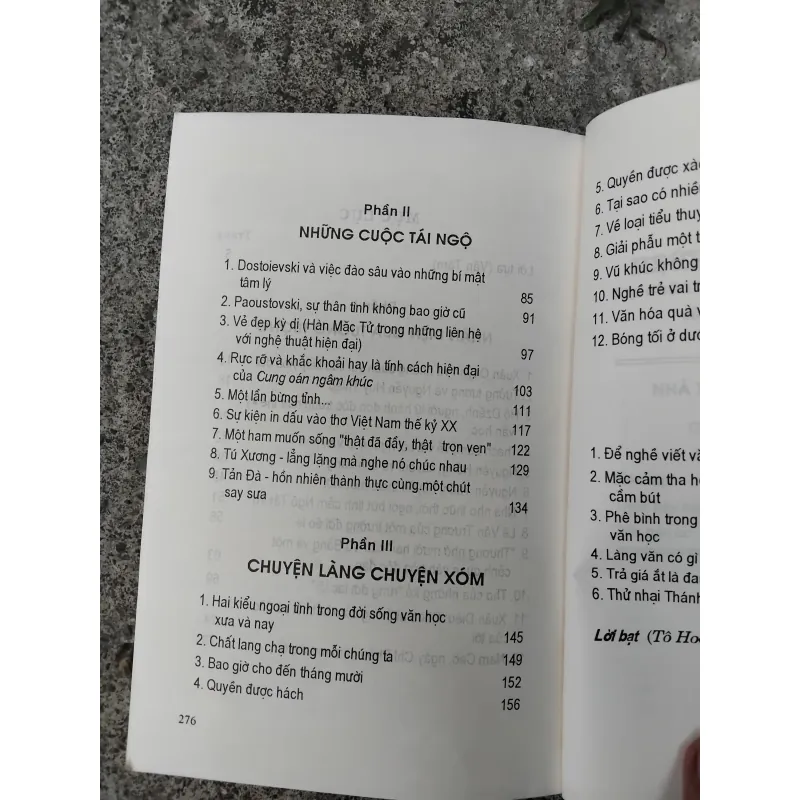 Phần II
NHỮNG CUỘC TÁI NGỘ
1. Dostoievski và việc đào sâu vào những bí mật
tâm lý 85
2. Paoustovski, sự thân tình không bao giờ cũ 91
3. Vẻ đẹp kỳ dị (Hàn Mặc Tử trong những liên hệ
với nghệ thuật hiện đại) 97
4. Rực rỡ và khắc khoải hay là tính cách hiện đại
của Cung oán ngâm khúc 103
5. Một lần bừng tỉnh... 111
6. Sự kiện in dấu vào thơ Việt Nam thế kỷ XX 117
7. Một ham muốn sống "thật đã đầy, thật trọn vẹn" 122
8. Tú Xương - lẳng lặng mà nghe nó chúc nhau 129
9. Tản Đà - hồn nhiên thành thực cùng.một chút
say sưa 134
Phần III
CHUYỆN LÀNG CHUYỆN XÓM
1. Hai kiểu ngoại tình trong đời sống văn học
xưa và nay 145
2. Chất lang chạ trong mỗi chúng ta 149
3. Bao giờ cho đến tháng mười 152
4. Quyền được hách 156
276
5. Quyền được
6. Tại sao có
7. Về loại tiểu
8. Giải phẫu một
9. Vũ khúc không
10. Nghề trẻ vai
11. Văn hóa quà
12. Bóng tối ở
1. Để nghề viết
2. Mặc cảm tha
cầm bút
3. Phê bình trong
văn học
4. Làng văn có gì
5. Trả giá ắt là
6. Thử nhại
Lời bạt (Tô